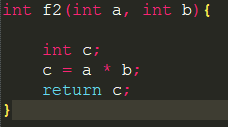 int f2(int a, int b){
int c;
c = a * b;
return c;
}